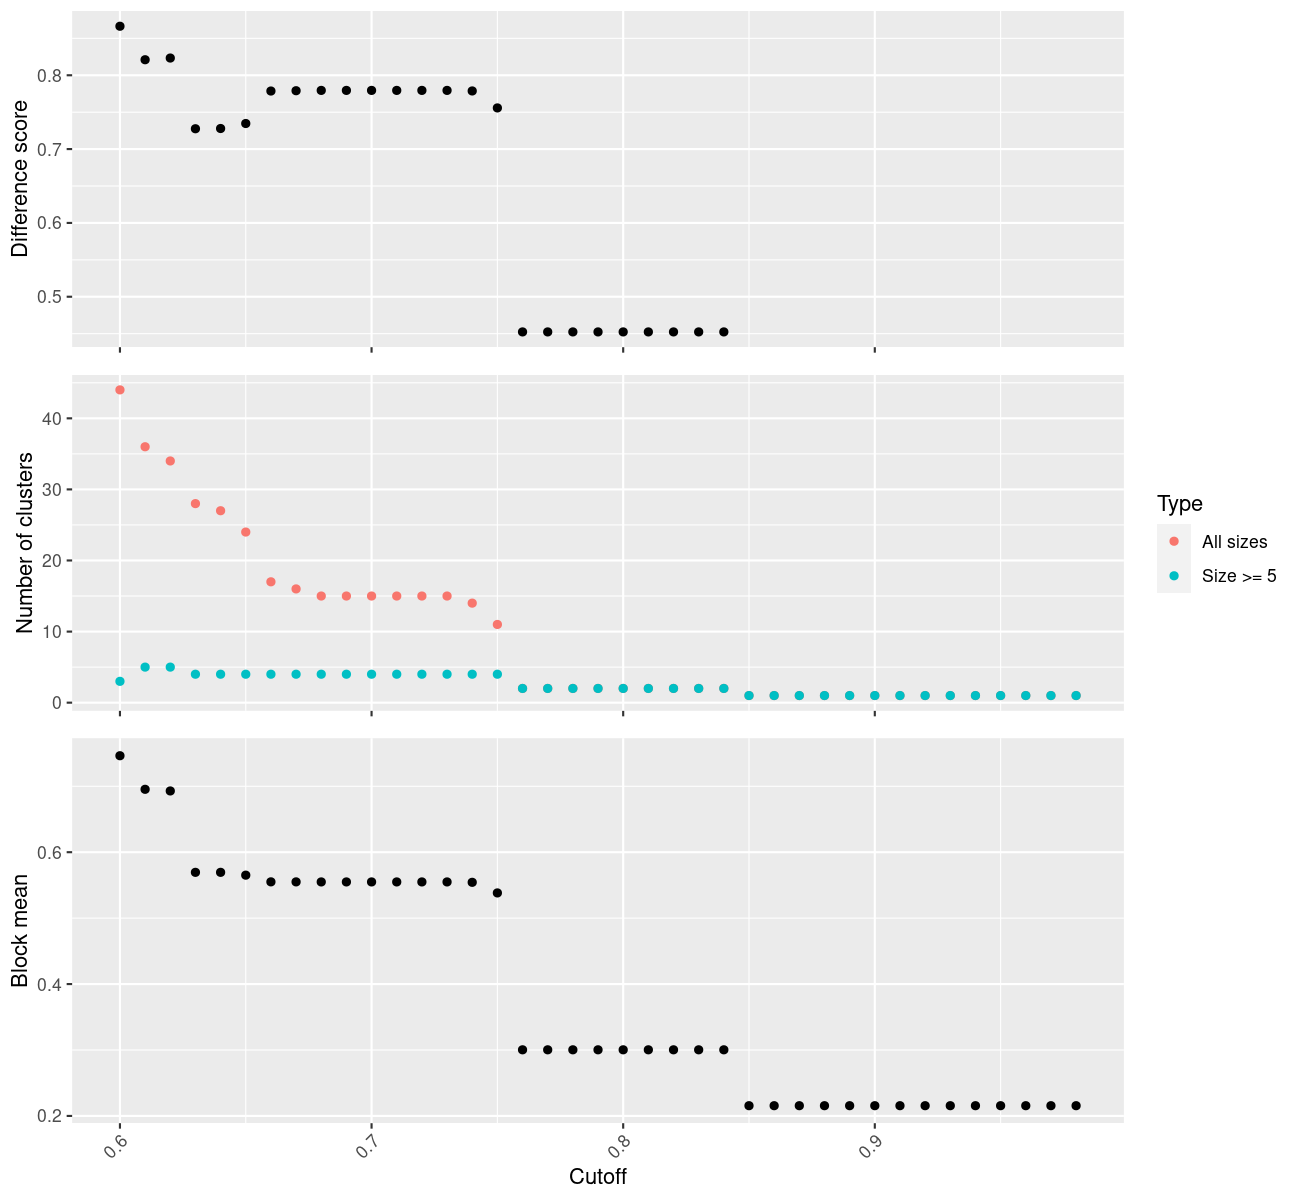 Difference score
0.8
0.7
0.6
0.5
Number of clusters
40
30
20
10
0
Type
All sizes
Size >= 5
Block mean
0.6
0.4
0.2
0.6 0.7 0.8 0.9
Cutoff